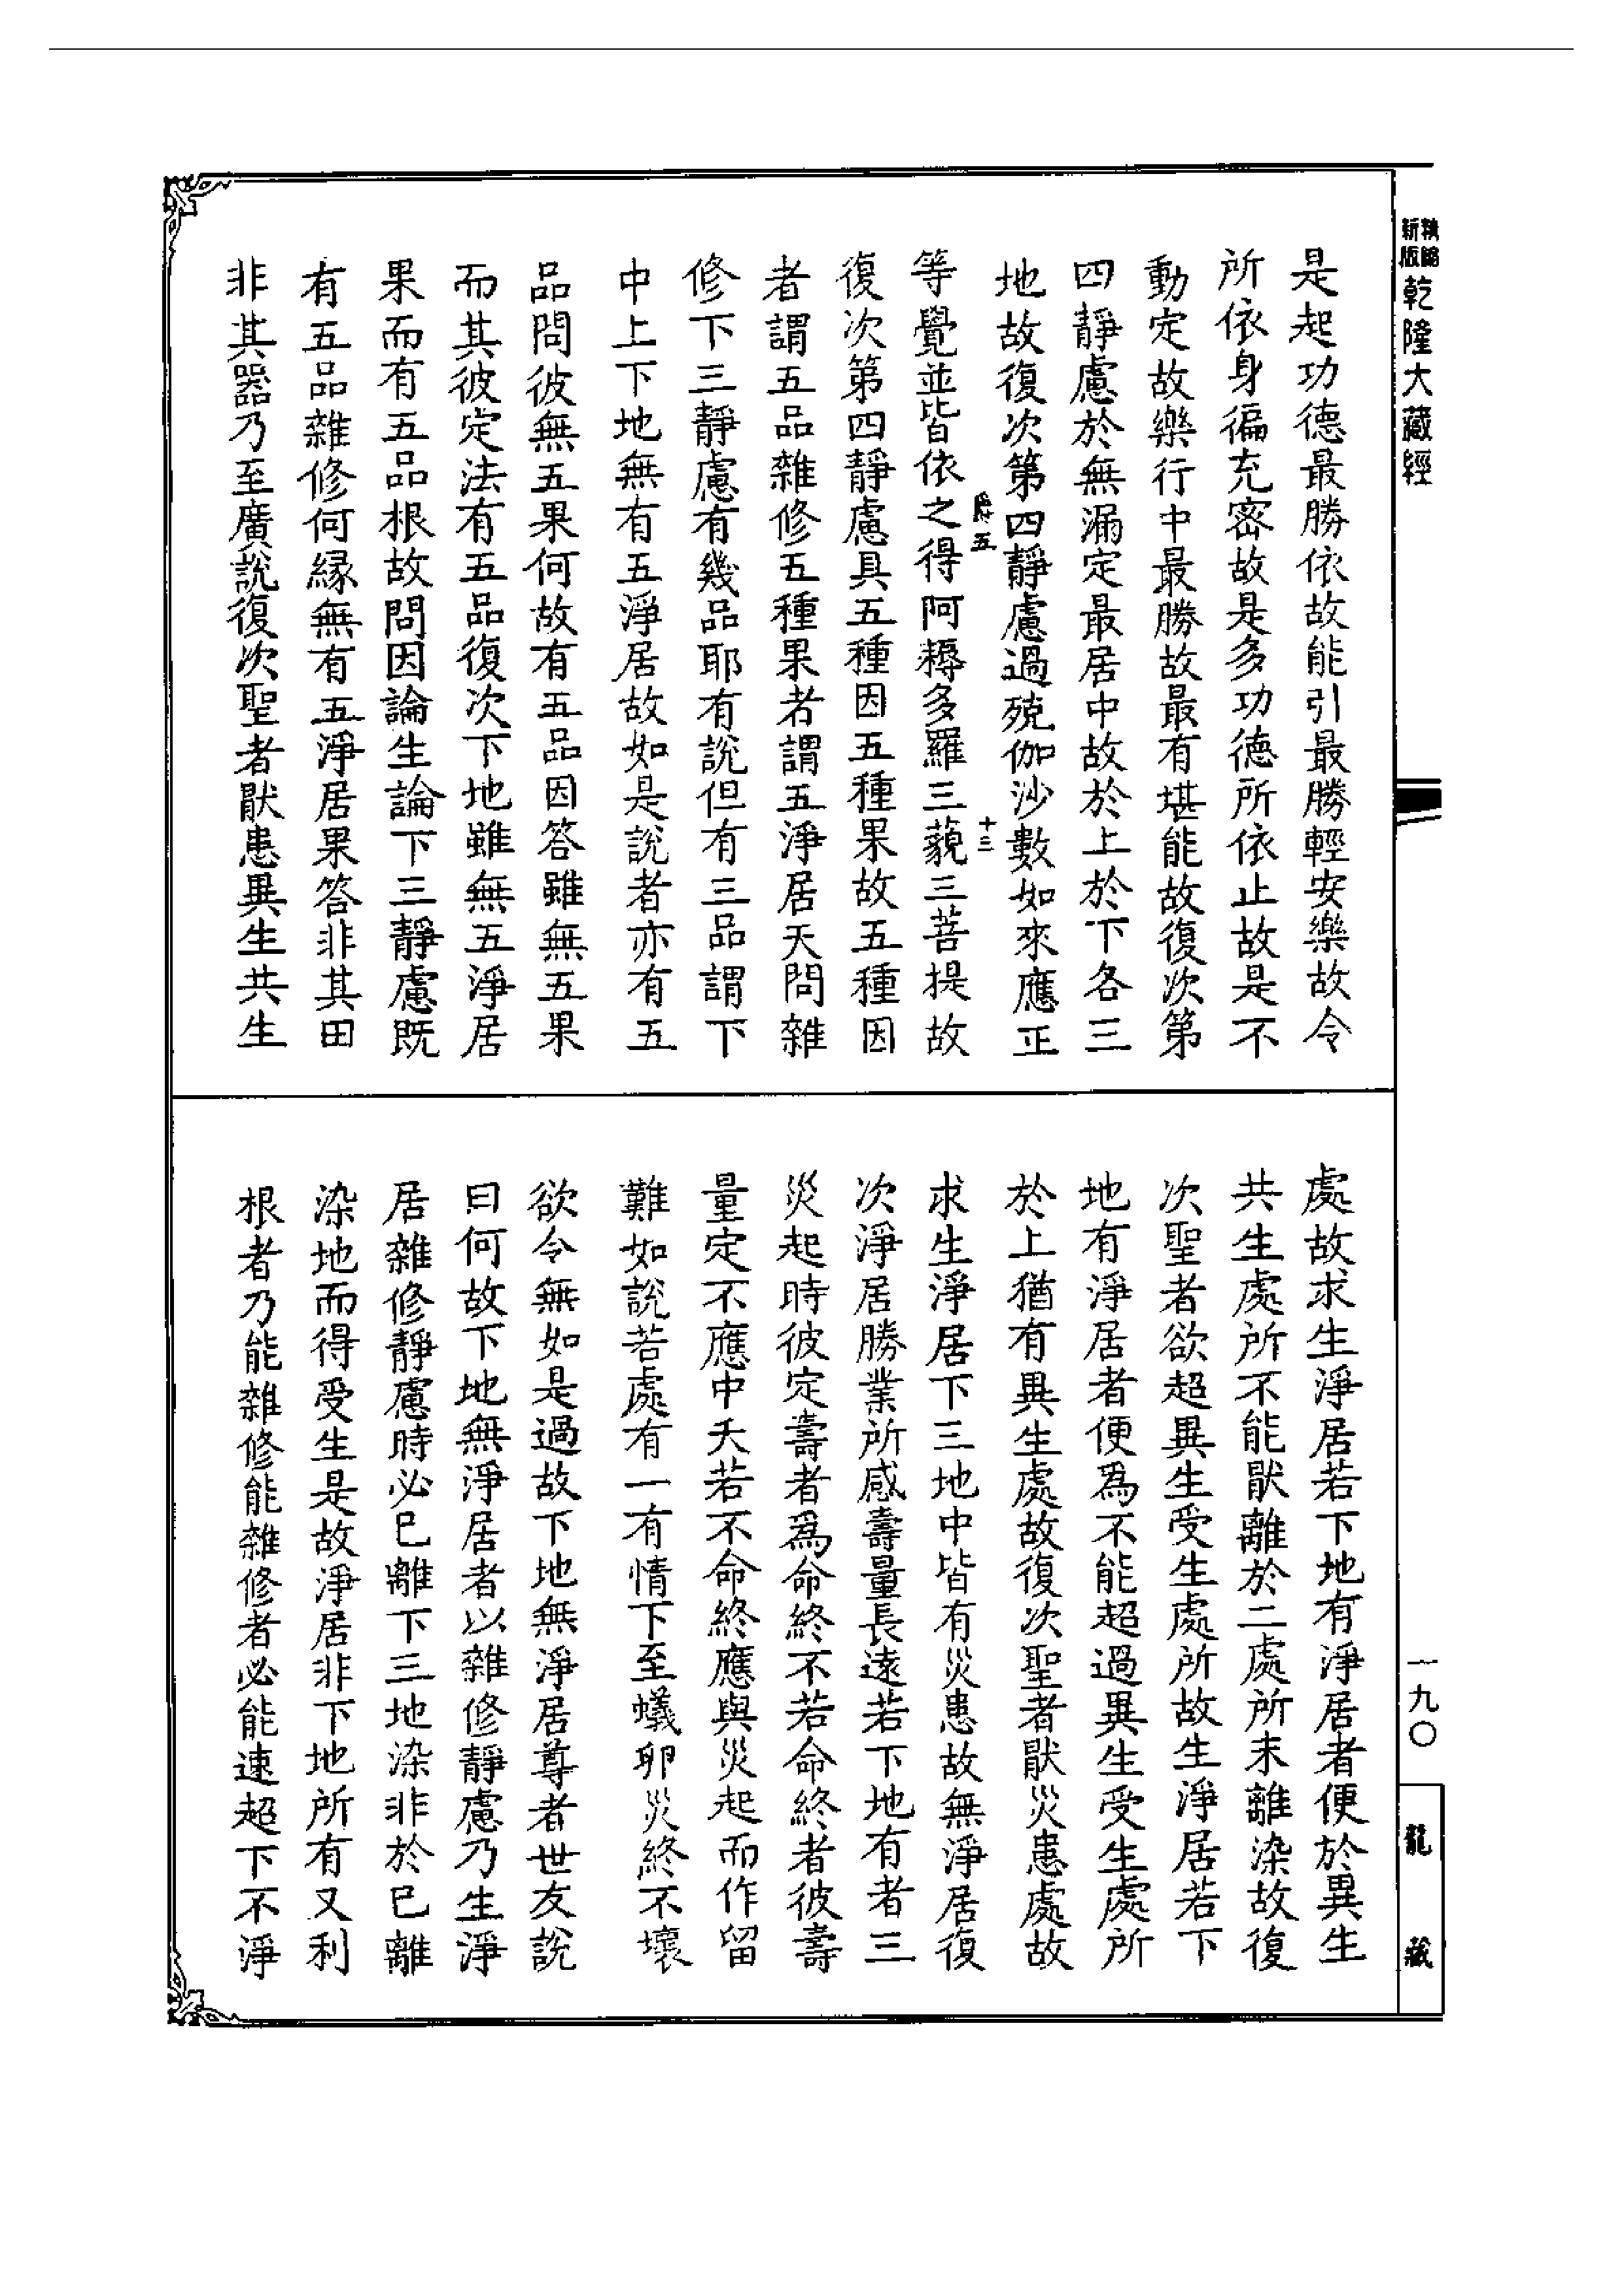 新版精縮乾隆大藏經
是起功德最勝依故能引最勝輕安樂故令
所依身徧充密故是多功德所依止故是不
動定故樂行中最勝故最有堪能故復次第
四靜慮於無漏定最居中故於上於下各三
地故復次第四靜慮過殑伽沙數如來應正
五 十三
等覺並皆依之得阿耨多羅三藐三菩提故
復次第四靜慮具五種因五種果故五種因
者謂五品雜修五種果者謂五淨居天問雜
修下三靜慮有幾品耶有說但有三品謂下
中上下地無有五淨居故如是說者亦有五
品問彼無五果何故有五品因答雖無五果
而其彼定法有五品復次下地雖無五淨居
果而有五品根故問因論生論下三靜慮既
有五品雜修何緣無有五淨居果答非其田
非其器乃至廣說復次聖者猒患異生共生
處故求生淨居若下地有淨居者便於異生
共生處所不能猒離於二處所未離染故復
次聖者欲超異生受生處所故生淨居若下
地有淨居者便爲不能超過異生受生處所
於上猶有異生處故復次聖者猒災患處故
求生淨居下三地中皆有災患故無淨居復
次淨居勝業所感壽量長遠若下地有者三
災起時彼定壽者爲命終不若命終者彼壽
量定不應中夭若不命終應與災起而作留
難如說若處有一有情下至蟻卵災終不壞
欲令無如是過故下地無淨居尊者世友說
曰何故下地無淨居者以雜修靜慮乃生淨
居雜修靜慮時必已離下三地染非於已離
染地而得受生是故淨居非下地所有又利
根者乃能雜修能雜修者必能速超下不淨
一九〇
龍藏